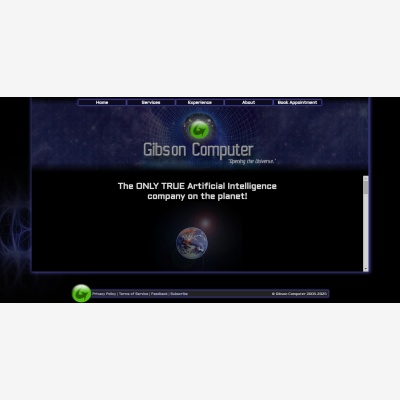 Home Services Experience About Book Appointment
Gibson Computer
"Opening the Universe."
The ONLY TRUE Artificial Intelligence
company on the planet!
Privacy Policy | Terms of Service | Feedback | Subscribe
© Gibson Computer 2005-2025